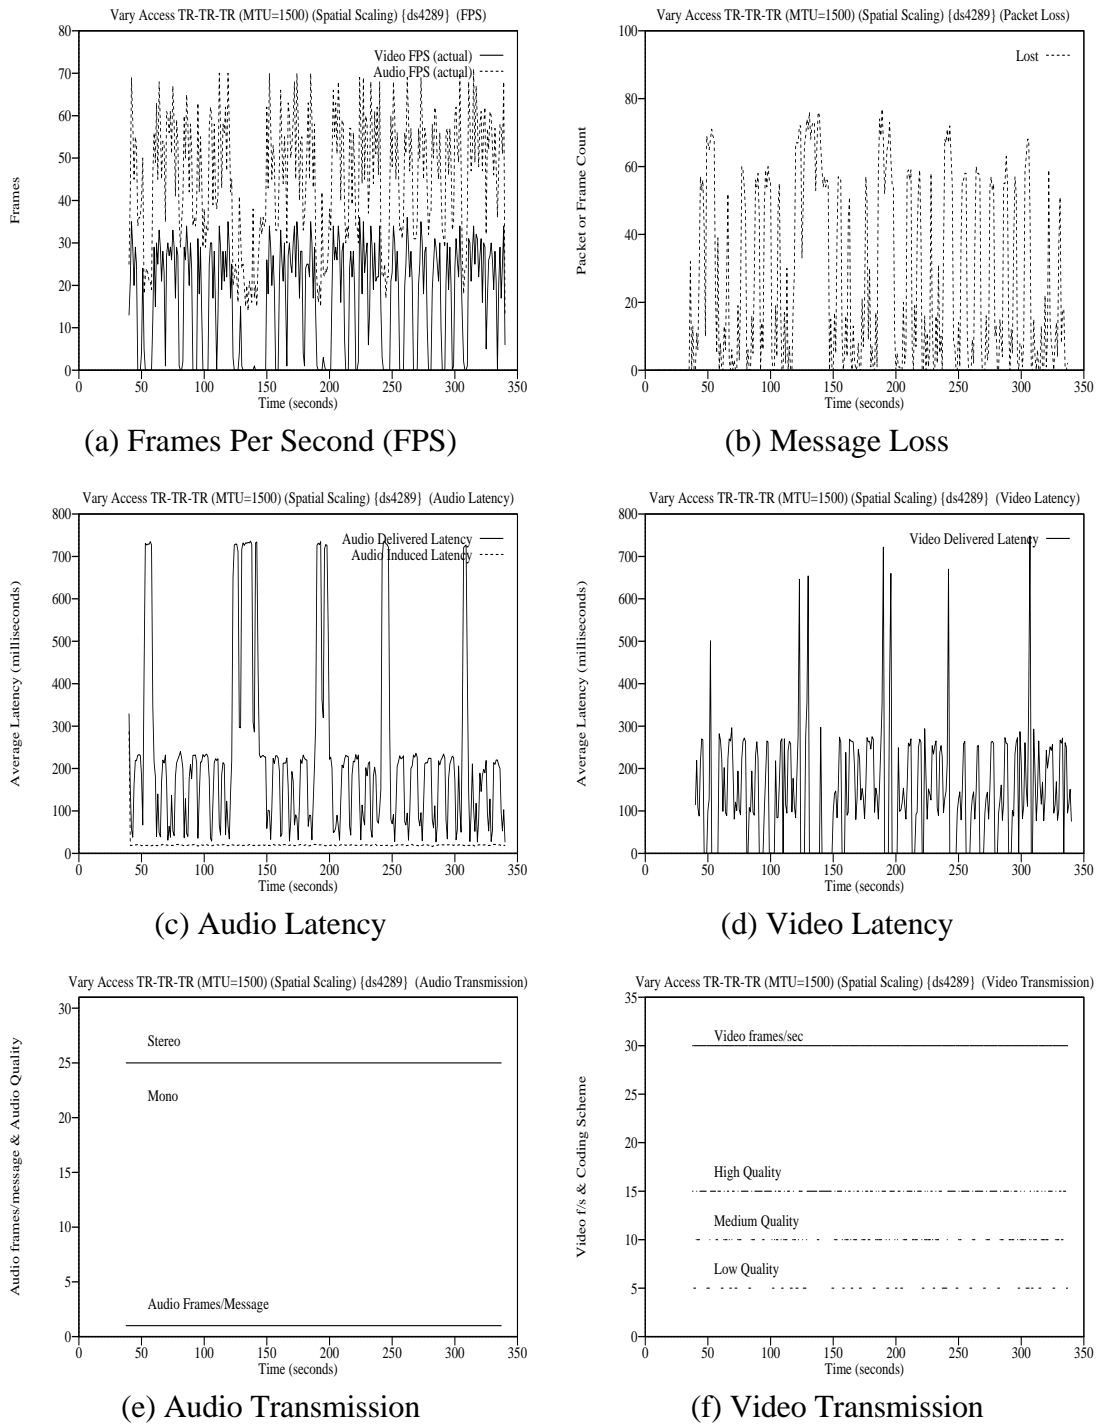 Vary Access TR-TR-TR (MTU=1500) (Spatial Scaling) {ds4289} (FPS)
80
70
60
50
40
30
20
10
0
Frames
Video FPS (actual)
Audio FPS (actual)
0 50 100 150 200 250 300 350
Time (seconds)
(a) Frames Per Second (FPS)
Vary Access TR-TR-TR (MTU=1500) (Spatial Scaling) {ds4289} (Packet Loss)
100
80
60
40
20
0
Packet or Frame Count
Lost
0 50 100 150 200 250 300 350
Time (seconds)
(b) Message Loss
Vary Access TR-TR-TR (MTU=1500) (Spatial Scaling) {ds4289} (Audio Latency)
800
700
600
500
400
300
200
100
0
Average Latency (milliseconds)
Audio Delivered Latency
Audio Induced Latency
0 50 100 150 200 250 300 350
Time (seconds)
(c) Audio Latency
Vary Access TR-TR-TR (MTU=1500) (Spatial Scaling) {ds4289} (Video Latency)
800
700
600
500
400
300
200
100
0
Average Latency (milliseconds)
Video Delivered Latency
0 50 100 150 200 250 300 350
Time (seconds)
(d) Video Latency
Vary Access TR-TR-TR (MTU=1500) (Spatial Scaling) {ds4289} (Audio Transmission)
30
25
20
15
10
5
0
Audio frames/message & Audio Quality
Stereo
Mono
Audio Frames/Message
0 50 100 150 200 250 300 350
Time (seconds)
(e) Audio Transmission
Vary Access TR-TR-TR (MTU=1500) (Spatial Scaling) {ds4289} (Video Transmission)
35
30
25
20
15
10
5
0
Video f/s & Coding Scheme
Video frames/sec
High Quality
Medium Quality
Low Quality
0 50 100 150 200 250 300 350
Time (seconds)
(f) Video Transmission